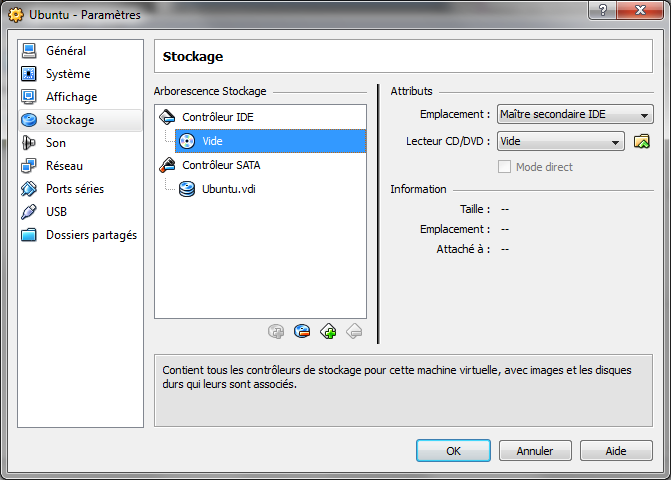 Ubuntu - Paramètres
?
Général
Système
Affichage
Stockage
Son
Réseau
Ports séries
USB
Dossiers partagés
Stockage
Arborescence Stockage
Contrôleur IDE
Vide
Contrôleur SATA
Ubuntu.vdi
Attributs
Emplacement : Maître secondaire IDE
Lecteur CD/DVD : Vide
Mode direct
Information
Taille : --
Emplacement : --
Attaché à : --
Contient tous les contrôleurs de stockage pour cette machine virtuelle, avec images et les disques
durs qui leurs sont associés.
OK Annuler Aide